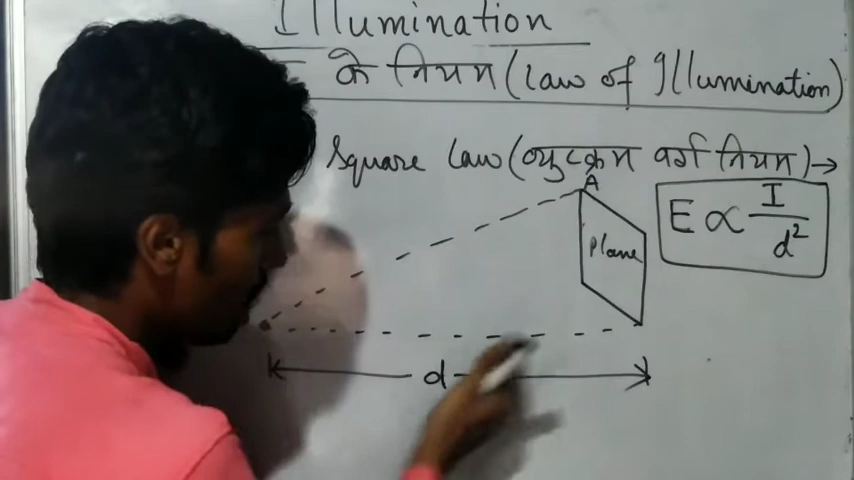 Illumination
के नियम (Law of Illumination)
Square Law (व्युत्क्रम वर्ग नियम) →
A
Plane
E ∝ I / d²
d